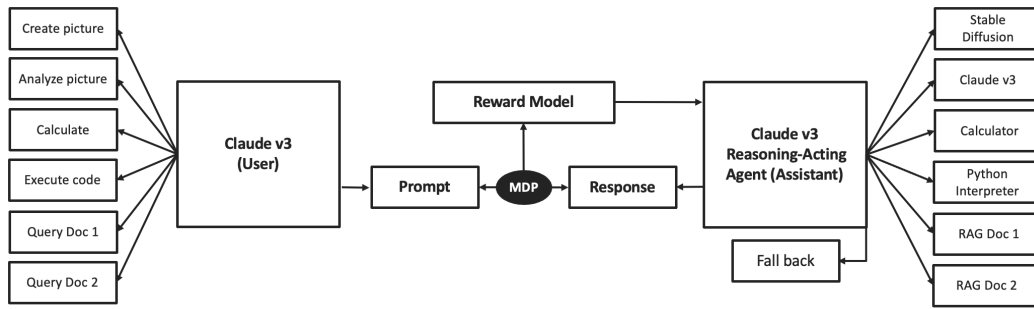 Create picture
Analyze picture
Calculate
Execute code
Query Doc 1
Query Doc 2
Claude v3
(User)
Prompt
Reward Model
MDP
Response
Claude v3
Reasoning-Acting
Agent (Assistant)
Fall back
Stable
Diffusion
Claude v3
Calculator
Python
Interpreter
RAG Doc 1
RAG Doc 2